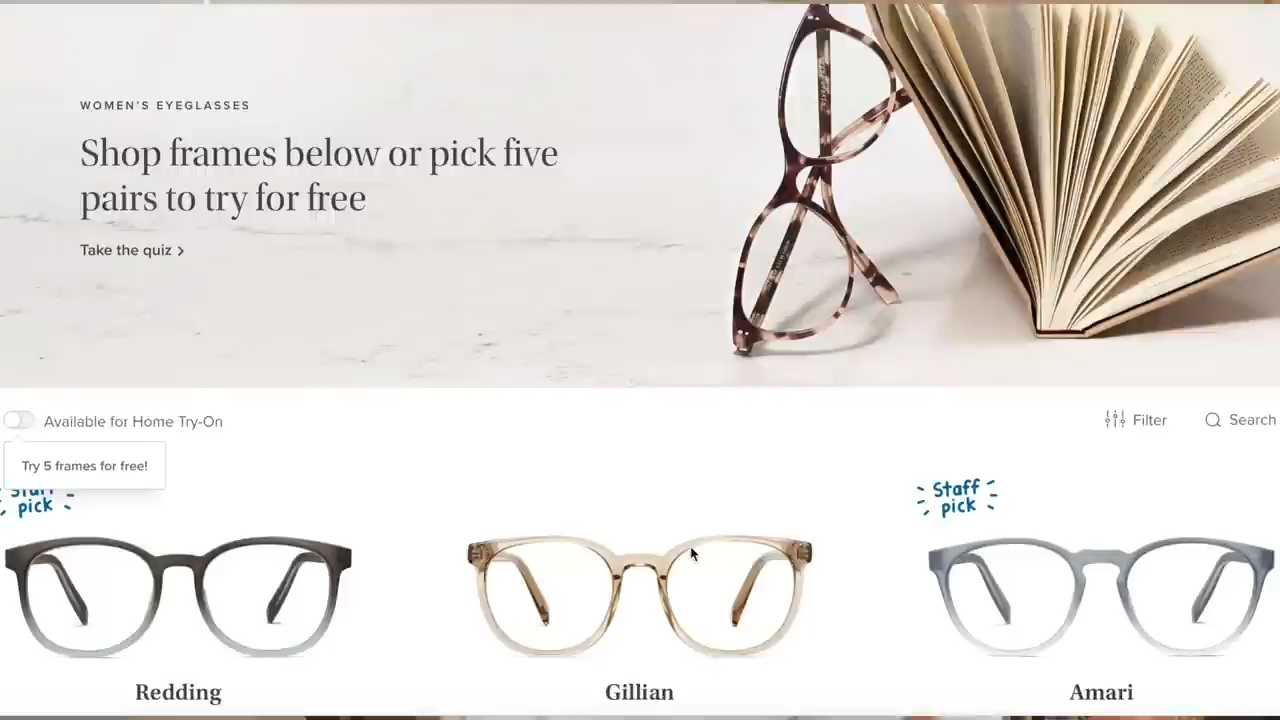 WOMEN'S EYEGLASSES
Shop frames below or pick five
pairs to try for free
Take the quiz >
Available for Home Try-On
Filter
Search
Try 5 frames for free!
Staff
pick
Staff
pick
Redding
Gillian
Amari